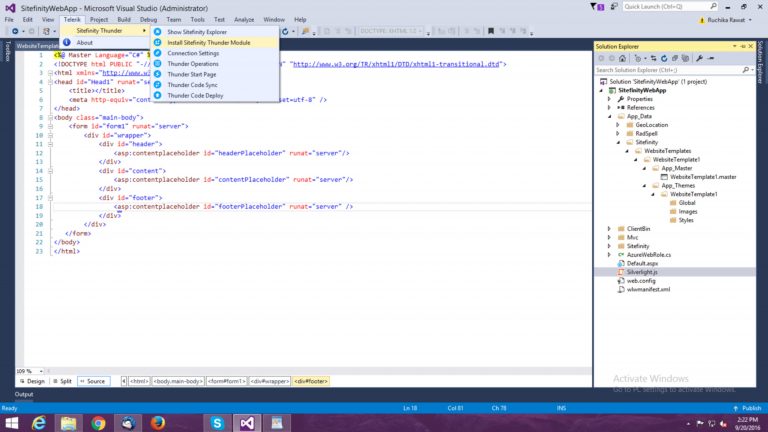 SitefinityWebApp - Microsoft Visual Studio (Administrator)
Quick Launch (Ctrl+Q)
File Edit View Telerik Project Build Debug Team Tools Test Analyze Window Help
Ruchika Rawat
Sitefinity Thunder
About
Show Sitefinity Explorer
Install Sitefinity Thunder Module
Connection Settings
Thunder Operations
Thunder Start Page
Thunder Code Sync
Thunder Code Deploy
DOCTYPE: XHTML 1.0
Toolbox
WebsiteTemplate
1 <%@ Master Language="C#"
2 <!DOCTYPE html PUBLIC "-// "http://www.w3.org/TR/xhtml1/DTD/xhtml1-transitional.dtd">
3 <html xmlns="http://www.w3
4 <head id="Head1" runat="se
5 <title></title>
6 <meta http-equiv="conte set=utf-8" />
7 </head>
8 <body class="main-body">
9 <form id="form1" runat="server">
10 <div id="wrapper">
11 <div id="header">
12 <asp:contentplaceholder id="headerPlaceholder" runat="server"/>
13 </div>
14 <div id="content">
15 <asp:contentplaceholder id="contentPlaceholder" runat="server"/>
16 </div>
17 <div id="footer">
18 <asp:contentplaceholder id="footerPlaceholder" runat="server" />
19 </div>
20 </div>
21 </form>
22 </body>
23 </html>
109 %
Design Split Source <html> <body.main-body> <form#form1> <div#wrapper> <div#footer>
Output
Solution Explorer
Search Solution Explorer (Ctrl+;)
Solution 'SitefinityWebApp' (1 project)
SitefinityWebApp
Properties
References
App_Data
GeoLocation
RadSpell
Sitefinity
WebsiteTemplates
WebsiteTemplate1
App_Master
WebsiteTemplate1.master
App_Themes
WebsiteTemplate1
Global
Images
Styles
ClientBin
Mvc
Sitefinity
AzureWebRole.cs
Default.aspx
Silverlight.js
web.config
wlwmanifest.xml
Solution Explorer
Activate Windows
Go to PC settings to activate Windows.
Ready Ln 18 Col 81 Ch 78 INS Publish
2:22 PM
9/20/2016